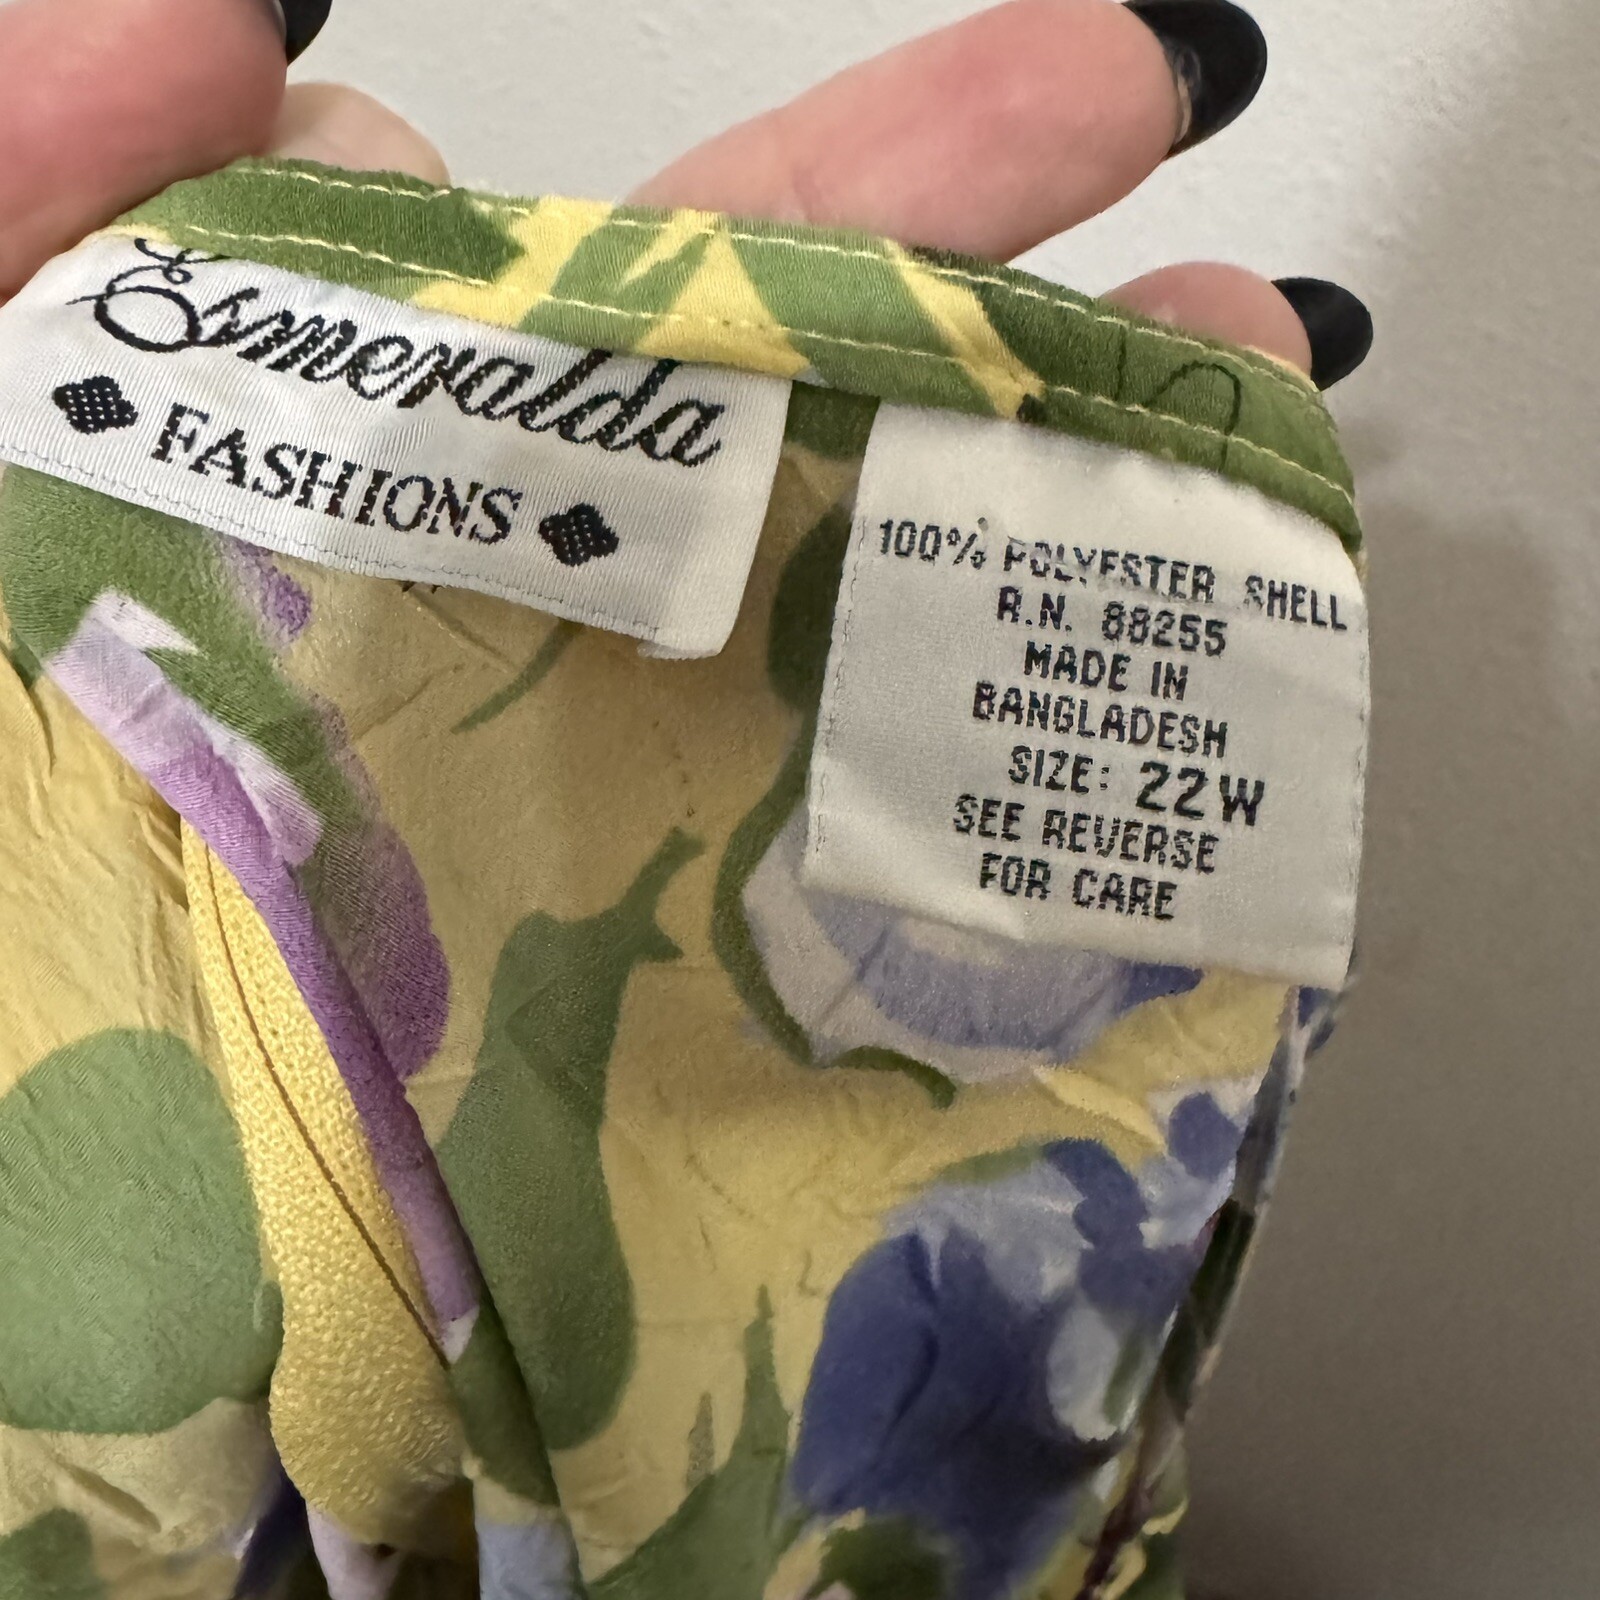 Esmeralda
FASHIONS
100% POLYESTER SHELL
R.N. 88255
MADE IN
BANGLADESH
SIZE: 22W
SEE REVERSE
FOR CARE